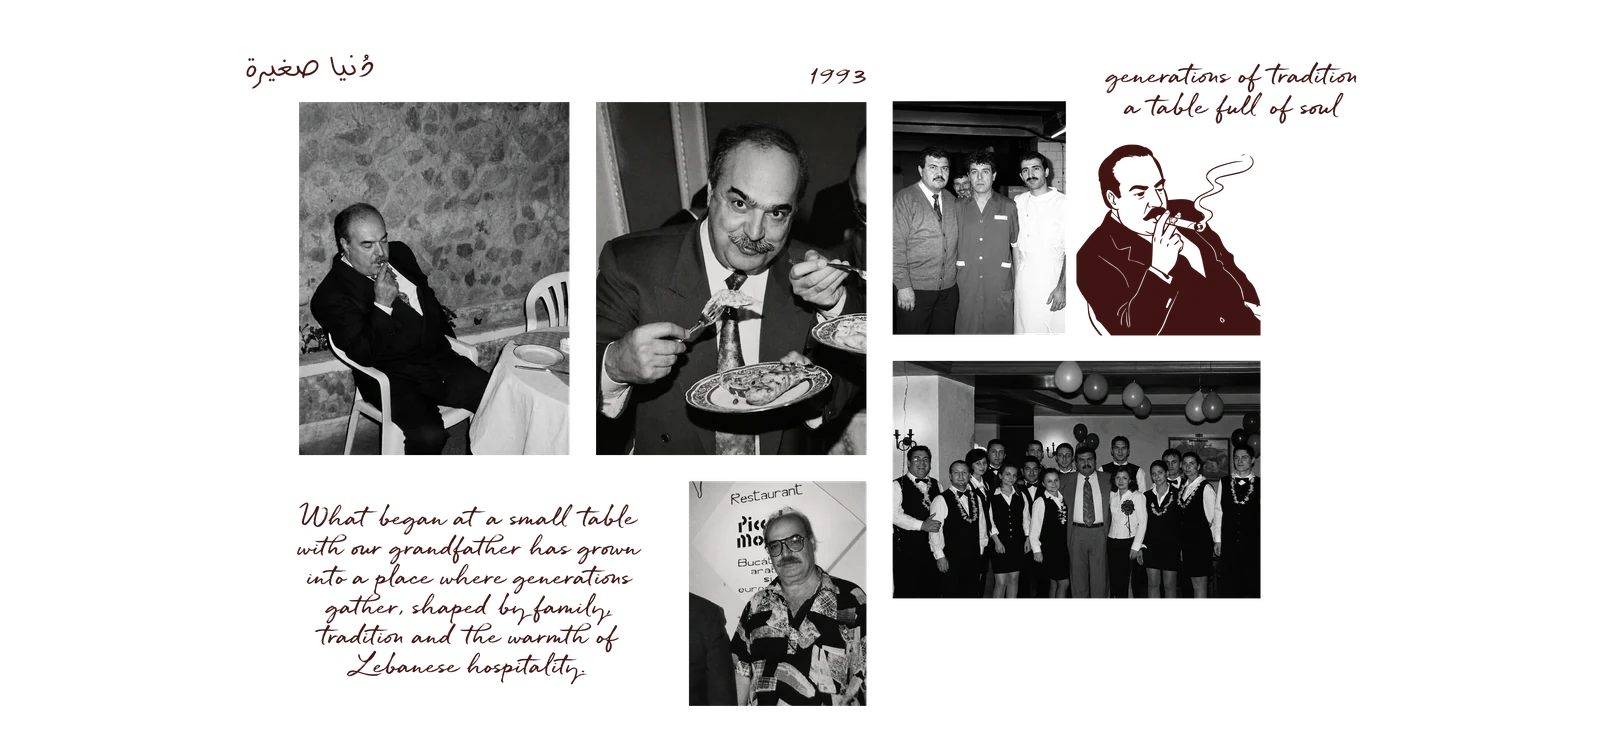 دُنيا صغيرة
1993
generations of tradition
a table full of soul
What began at a small table
with our grandfather has grown
into a place where generations
gather, shaped by family,
tradition and the warmth of
Lebanese hospitality.
Restaurant